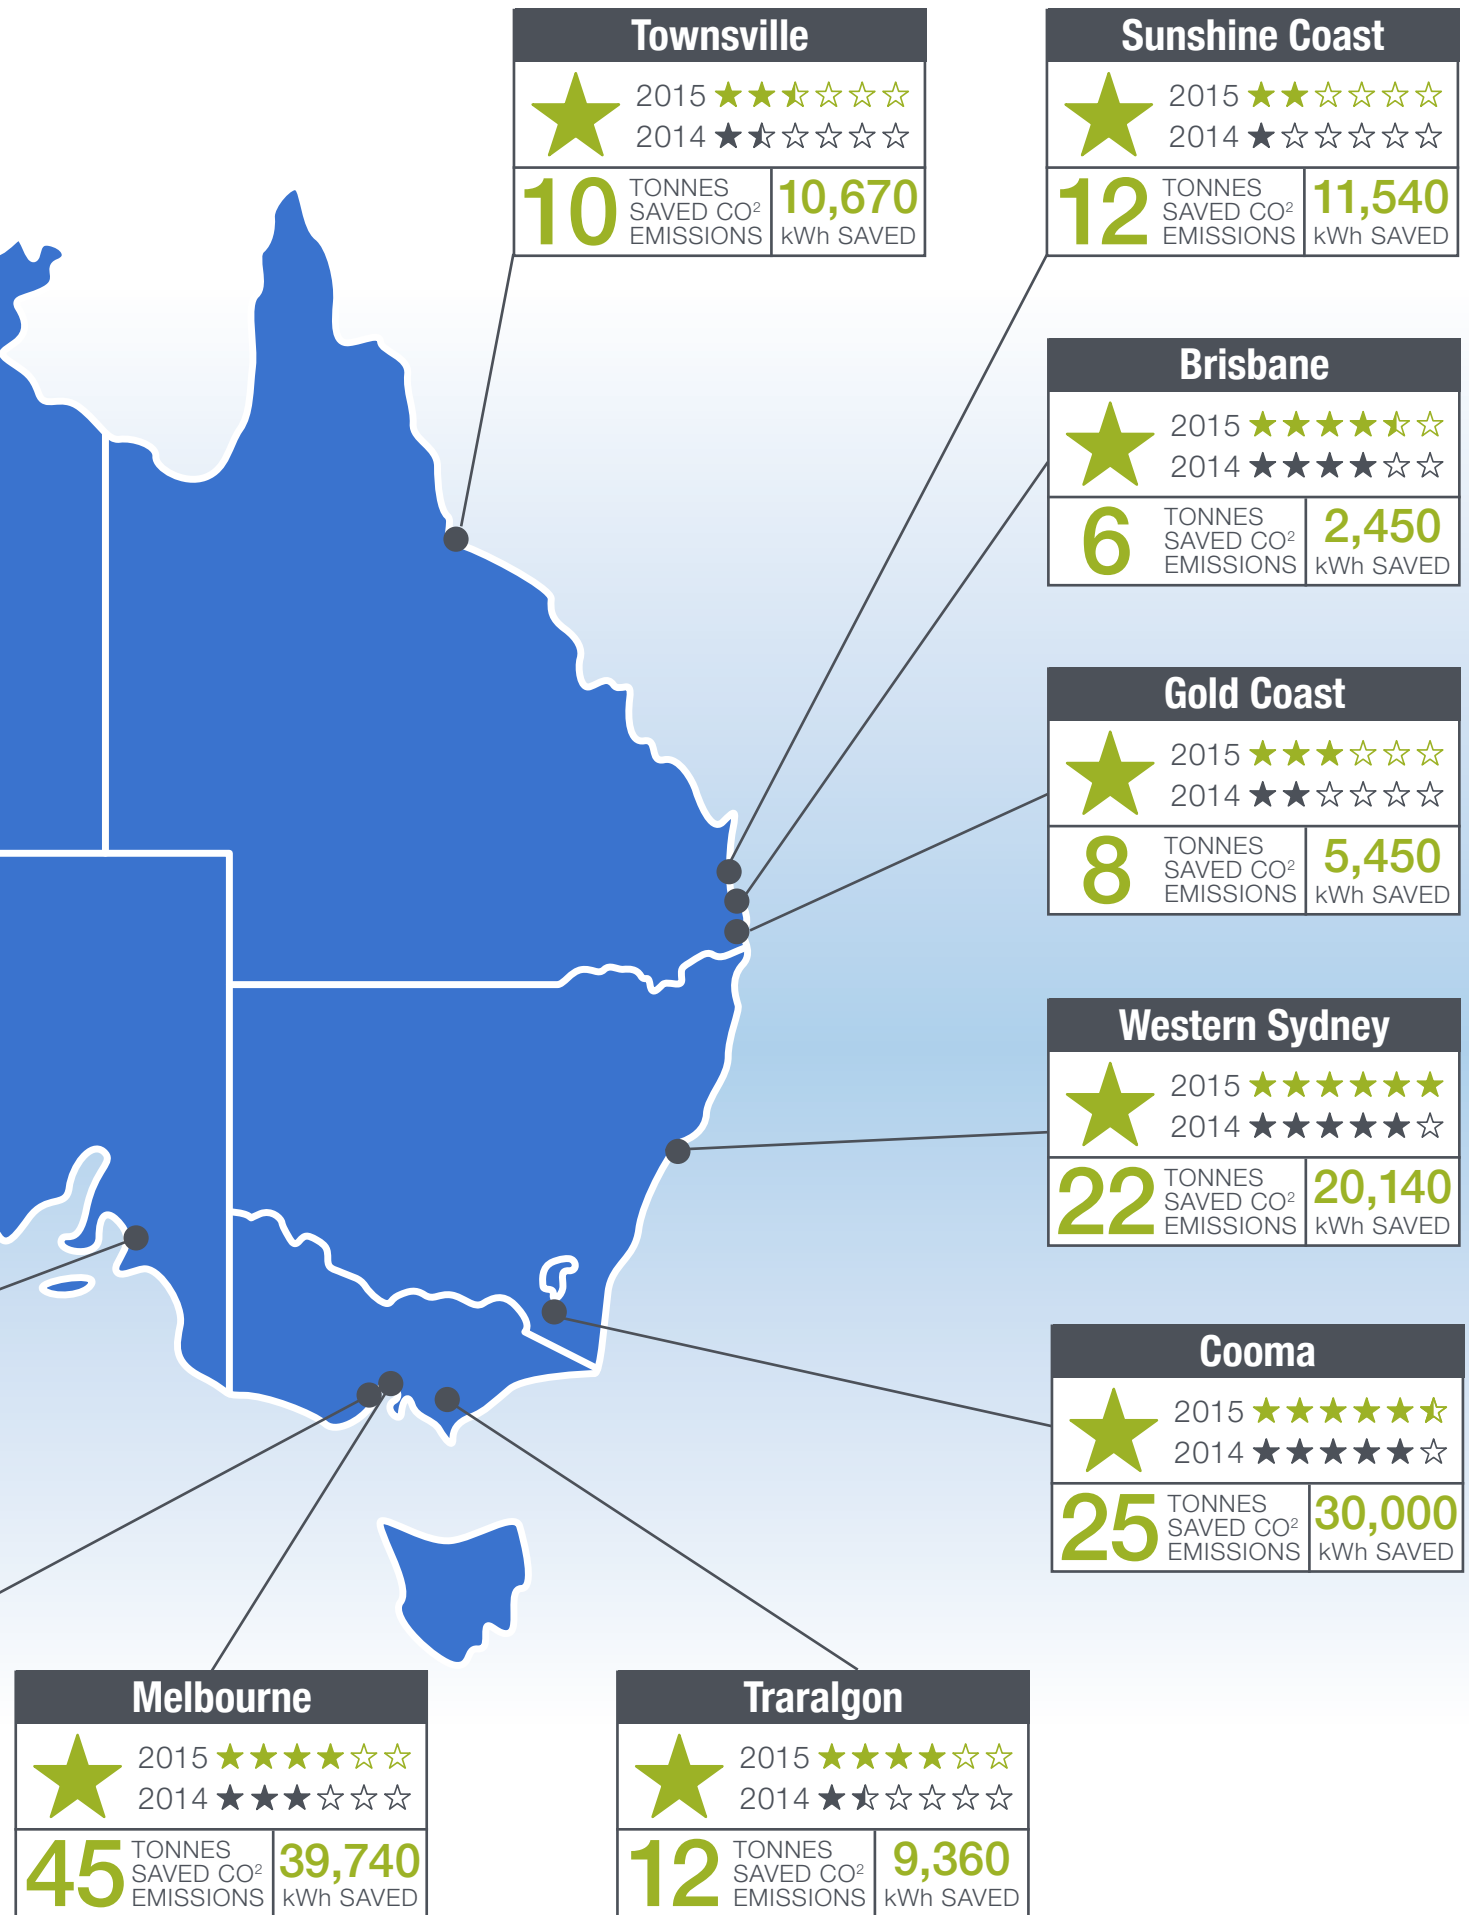 Townsville
2015
2014
10
TONNES
SAVED CO²
EMISSIONS
10,670
kWh SAVED
Sunshine Coast
2015
2014
12
TONNES
SAVED CO²
EMISSIONS
11,540
kWh SAVED
Brisbane
2015
2014
6
TONNES
SAVED CO²
EMISSIONS
2,450
kWh SAVED
Gold Coast
2015
2014
8
TONNES
SAVED CO²
EMISSIONS
5,450
kWh SAVED
Western Sydney
2015
2014
22
TONNES
SAVED CO²
EMISSIONS
20,140
kWh SAVED
Cooma
2015
2014
25
TONNES
SAVED CO²
EMISSIONS
30,000
kWh SAVED
Melbourne
2015
2014
45
TONNES
SAVED CO²
EMISSIONS
39,740
kWh SAVED
Traralgon
2015
2014
12
TONNES
SAVED CO²
EMISSIONS
9,360
kWh SAVED